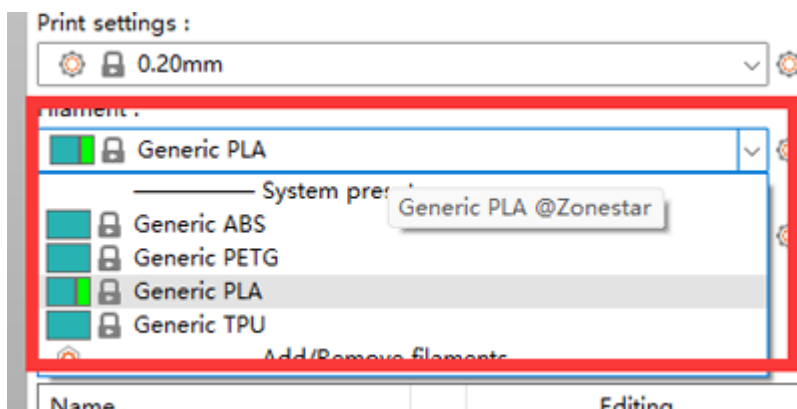 Print settings :
0.20mm
Filament :
Generic PLA
System pres
Generic PLA @Zonestar
Generic ABS
Generic PETG
Generic PLA
Generic TPU
Add/Remove filaments
Name
Editing